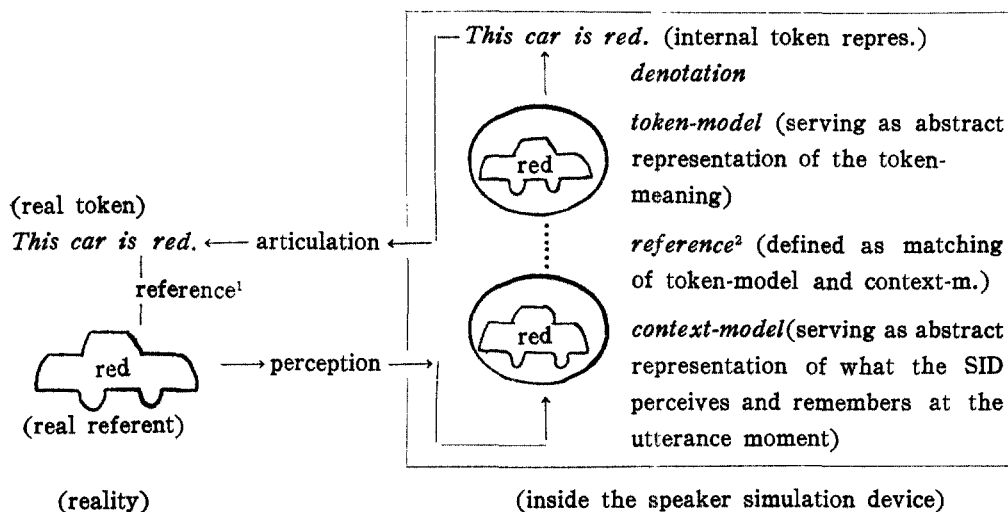 This car is red. (internal token repres.)
denotation
token-model (serving as abstract
representation of the token-
meaning)
red
(real token)
This car is red. articulation
reference² (defined as matching
of token-model and context-m.)
reference¹
context-model(serving as abstract
representation of what the SID
perceives and remembers at the
utterance moment)
red
red
perception
(real referent)
(reality)
(inside the speaker simulation device)